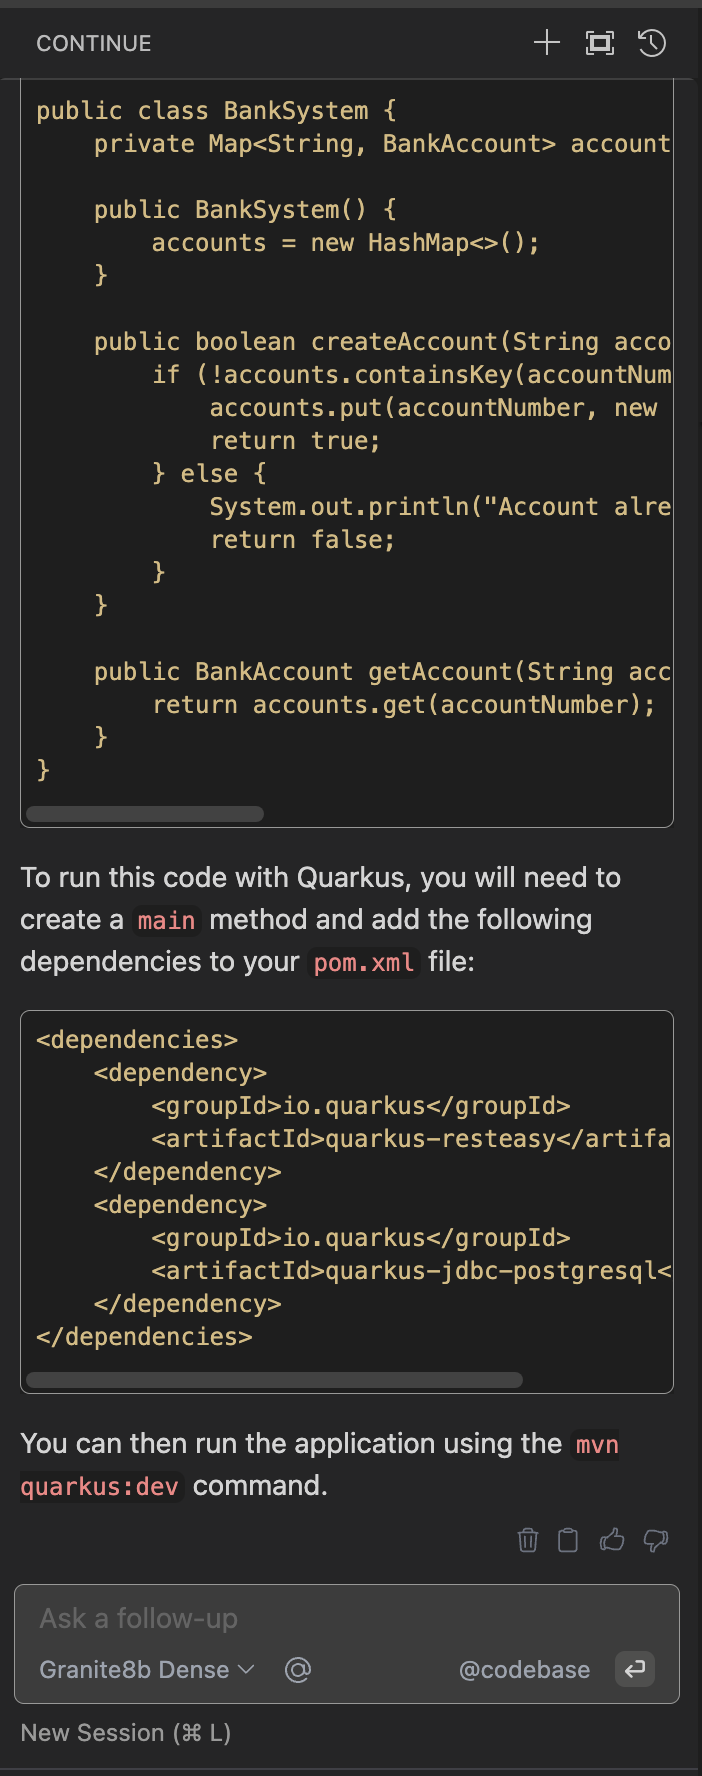 CONTINUE
public class BankSystem {
    private Map<String, BankAccount> account
    public BankSystem() {
        accounts = new HashMap<>();
    }
    public boolean createAccount(String acco
        if (!accounts.containsKey(accountNum
            accounts.put(accountNumber, new
            return true;
        } else {
            System.out.println("Account alre
            return false;
        }
    }
    public BankAccount getAccount(String acc
        return accounts.get(accountNumber);
    }
}
To run this code with Quarkus, you will need to
create a main method and add the following
dependencies to your pom.xml file:
<dependencies>
    <dependency>
        <groupId>io.quarkus</groupId>
        <artifactId>quarkus-resteasy</artifa
    </dependency>
    <dependency>
        <groupId>io.quarkus</groupId>
        <artifactId>quarkus-jdbc-postgresql<
    </dependency>
</dependencies>
You can then run the application using the mvn
quarkus:dev command.
Ask a follow-up
Granite8b Dense @codebase
New Session (⌘ L)